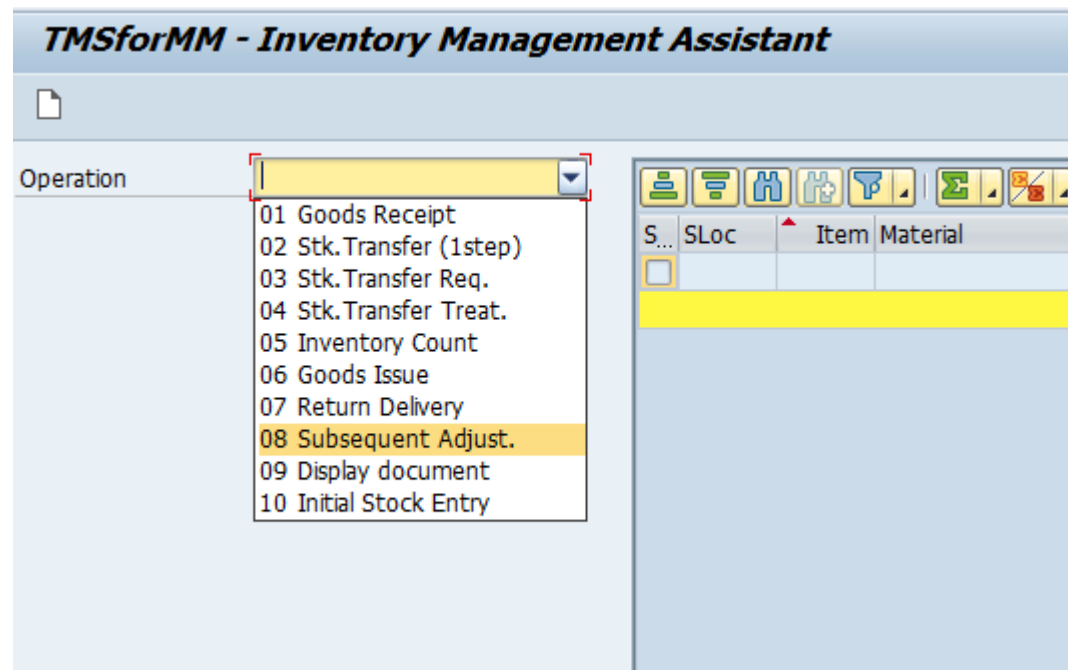 TMSforMM - Inventory Management Assistant
Operation
01 Goods Receipt
02 Stk.Transfer (1step)
03 Stk.Transfer Req.
04 Stk.Transfer Treat.
05 Inventory Count
06 Goods Issue
07 Return Delivery
08 Subsequent Adjust.
09 Display document
10 Initial Stock Entry
S... SLoc Item Material